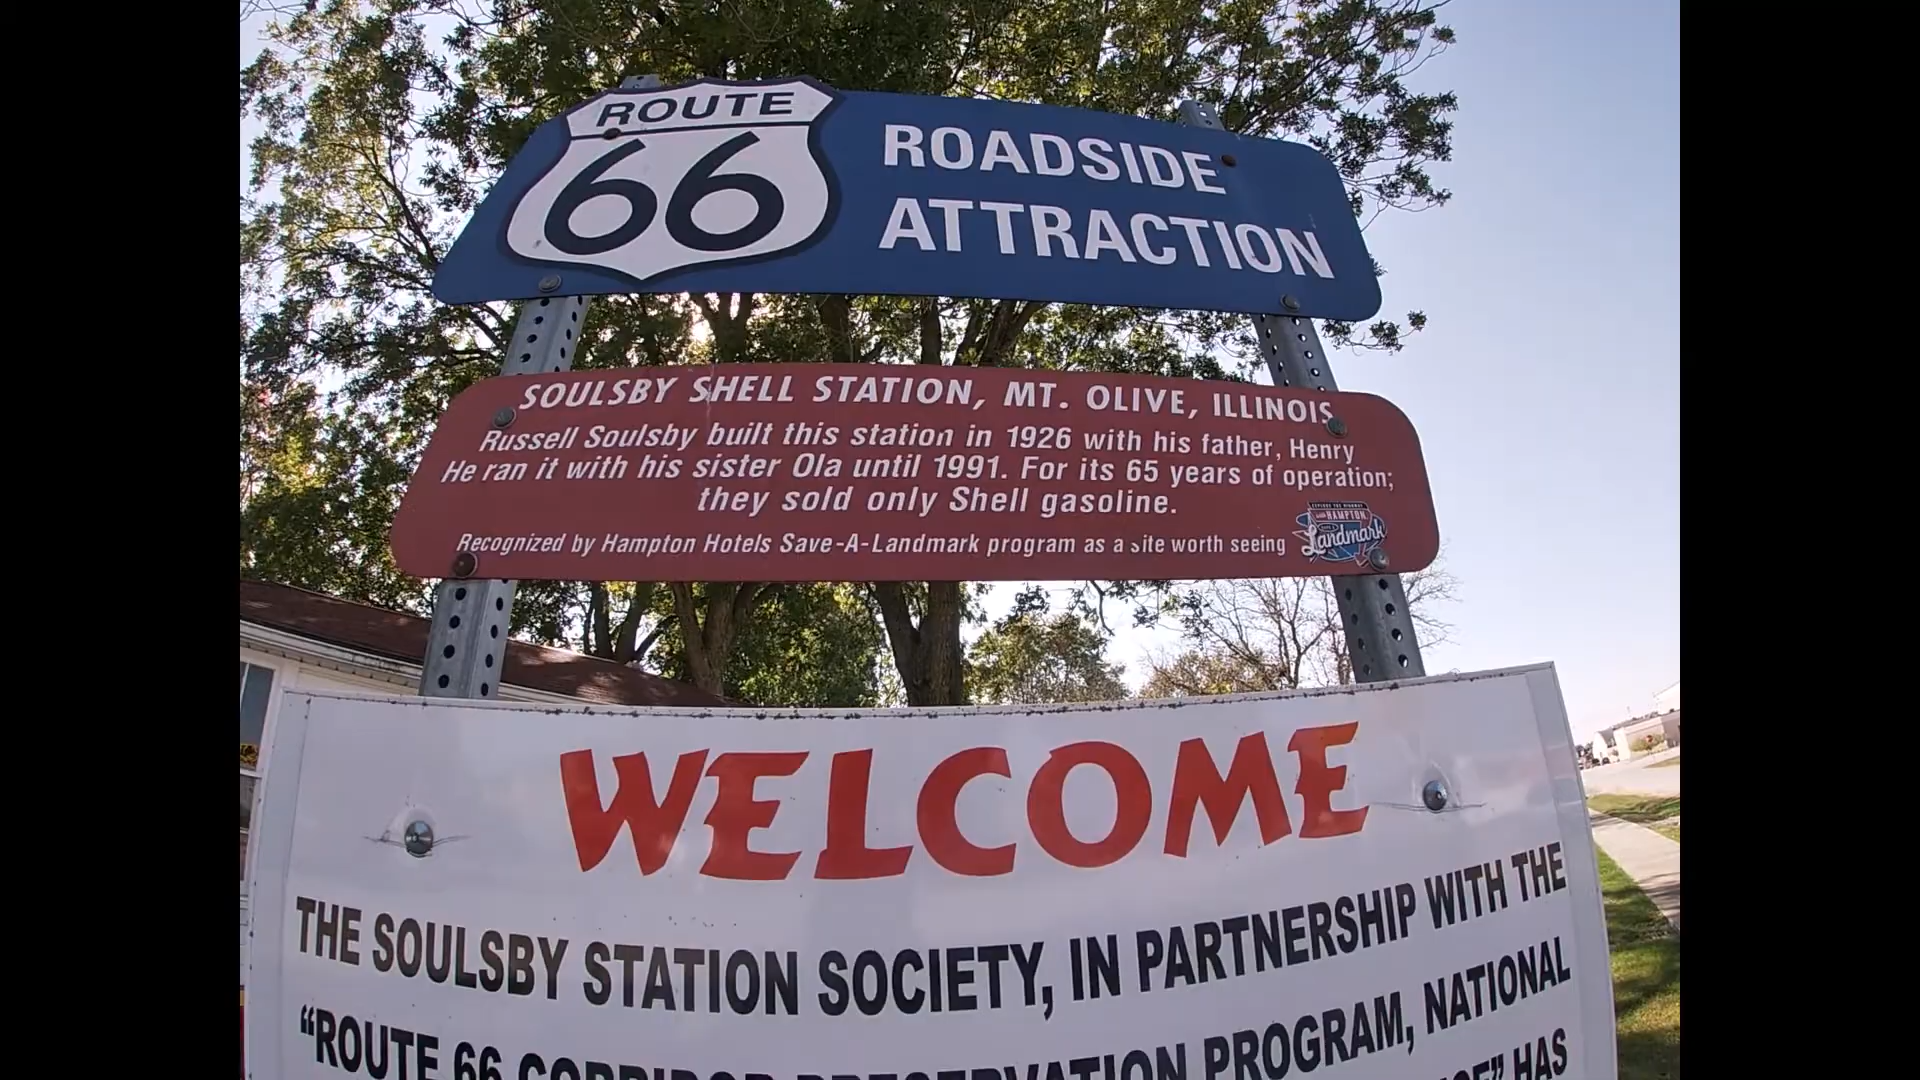 ROUTE
66
ROADSIDE
ATTRACTION
SOULSBY SHELL STATION, MT. OLIVE, ILLINOIS
Russell Soulsby built this station in 1926 with his father, Henry
He ran it with his sister Ola until 1991. For its 65 years of operation;
they sold only Shell gasoline.
Recognized by Hampton Hotels Save-A-Landmark program as a site worth seeing
HAMPTON
Landmark
WELCOME
THE SOULSBY STATION SOCIETY, IN PARTNERSHIP WITH THE
"ROUTE 66 CORRIDOR PRESERVATION PROGRAM, NATIONAL
HAS